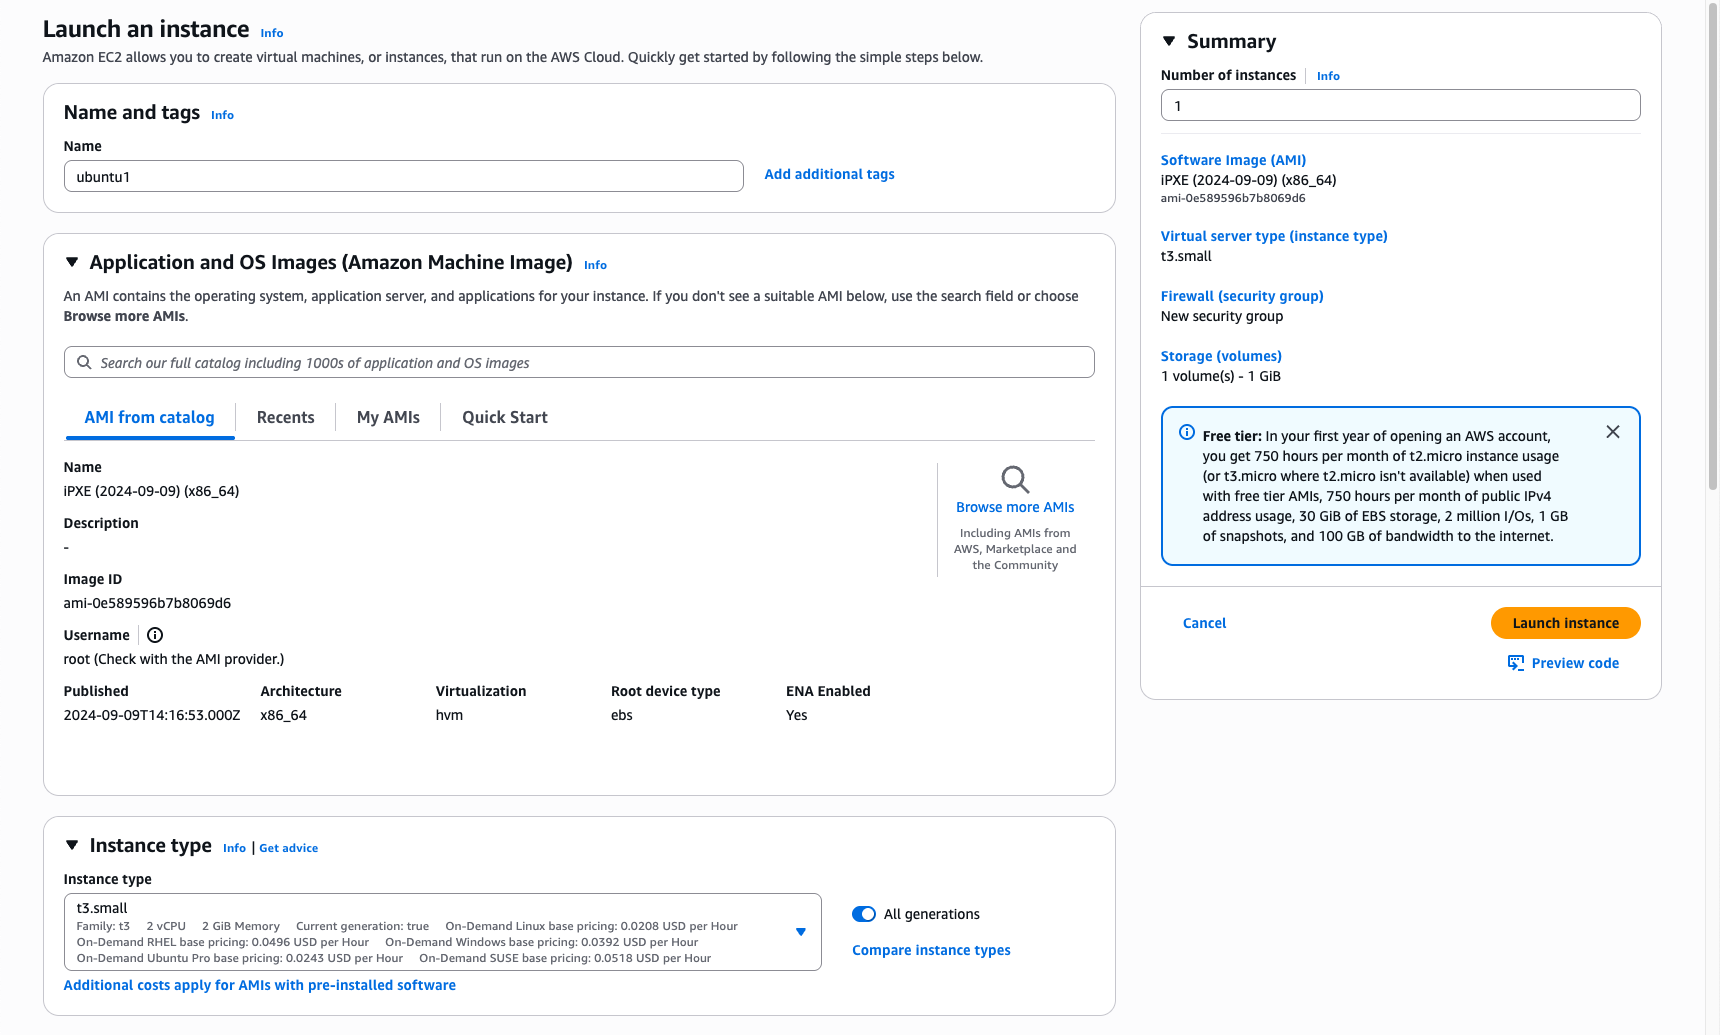 Launch an instance Info
Amazon EC2 allows you to create virtual machines, or instances, that run on the AWS Cloud. Quickly get started by following the simple steps below.
Name and tags Info
Name
ubuntu1
Add additional tags
Application and OS Images (Amazon Machine Image) Info
An AMI contains the operating system, application server, and applications for your instance. If you don't see a suitable AMI below, use the search field or choose
Browse more AMIs.
Search our full catalog including 1000s of application and OS images
AMI from catalog
Recents
My AMIs
Quick Start
Name
iPXE (2024-09-09) (x86_64)
Description
-
Image ID
ami-0e589596b7b8069d6
Username
root (Check with the AMI provider.)
Browse more AMIs
Including AMIs from
AWS, Marketplace and
the Community
Published Architecture Virtualization Root device type ENA Enabled
2024-09-09T14:16:53.000Z x86_64 hvm ebs Yes
Instance type Info | Get advice
Instance type
t3.small
Family: t3 2 vCPU 2 GiB Memory Current generation: true On-Demand Linux base pricing: 0.0208 USD per Hour
On-Demand RHEL base pricing: 0.0496 USD per Hour On-Demand Windows base pricing: 0.0392 USD per Hour
On-Demand Ubuntu Pro base pricing: 0.0243 USD per Hour On-Demand SUSE base pricing: 0.0518 USD per Hour
All generations
Compare instance types
Additional costs apply for AMIs with pre-installed software
Summary
Number of instances Info
1
Software Image (AMI)
iPXE (2024-09-09) (x86_64)
ami-0e589596b7b8069d6
Virtual server type (instance type)
t3.small
Firewall (security group)
New security group
Storage (volumes)
1 volume(s) - 1 GiB
Free tier: In your first year of opening an AWS account,
you get 750 hours per month of t2.micro instance usage
(or t3.micro where t2.micro isn't available) when used
with free tier AMIs, 750 hours per month of public IPv4
address usage, 30 GiB of EBS storage, 2 million I/Os, 1 GB
of snapshots, and 100 GB of bandwidth to the internet.
Cancel
Launch instance
Preview code